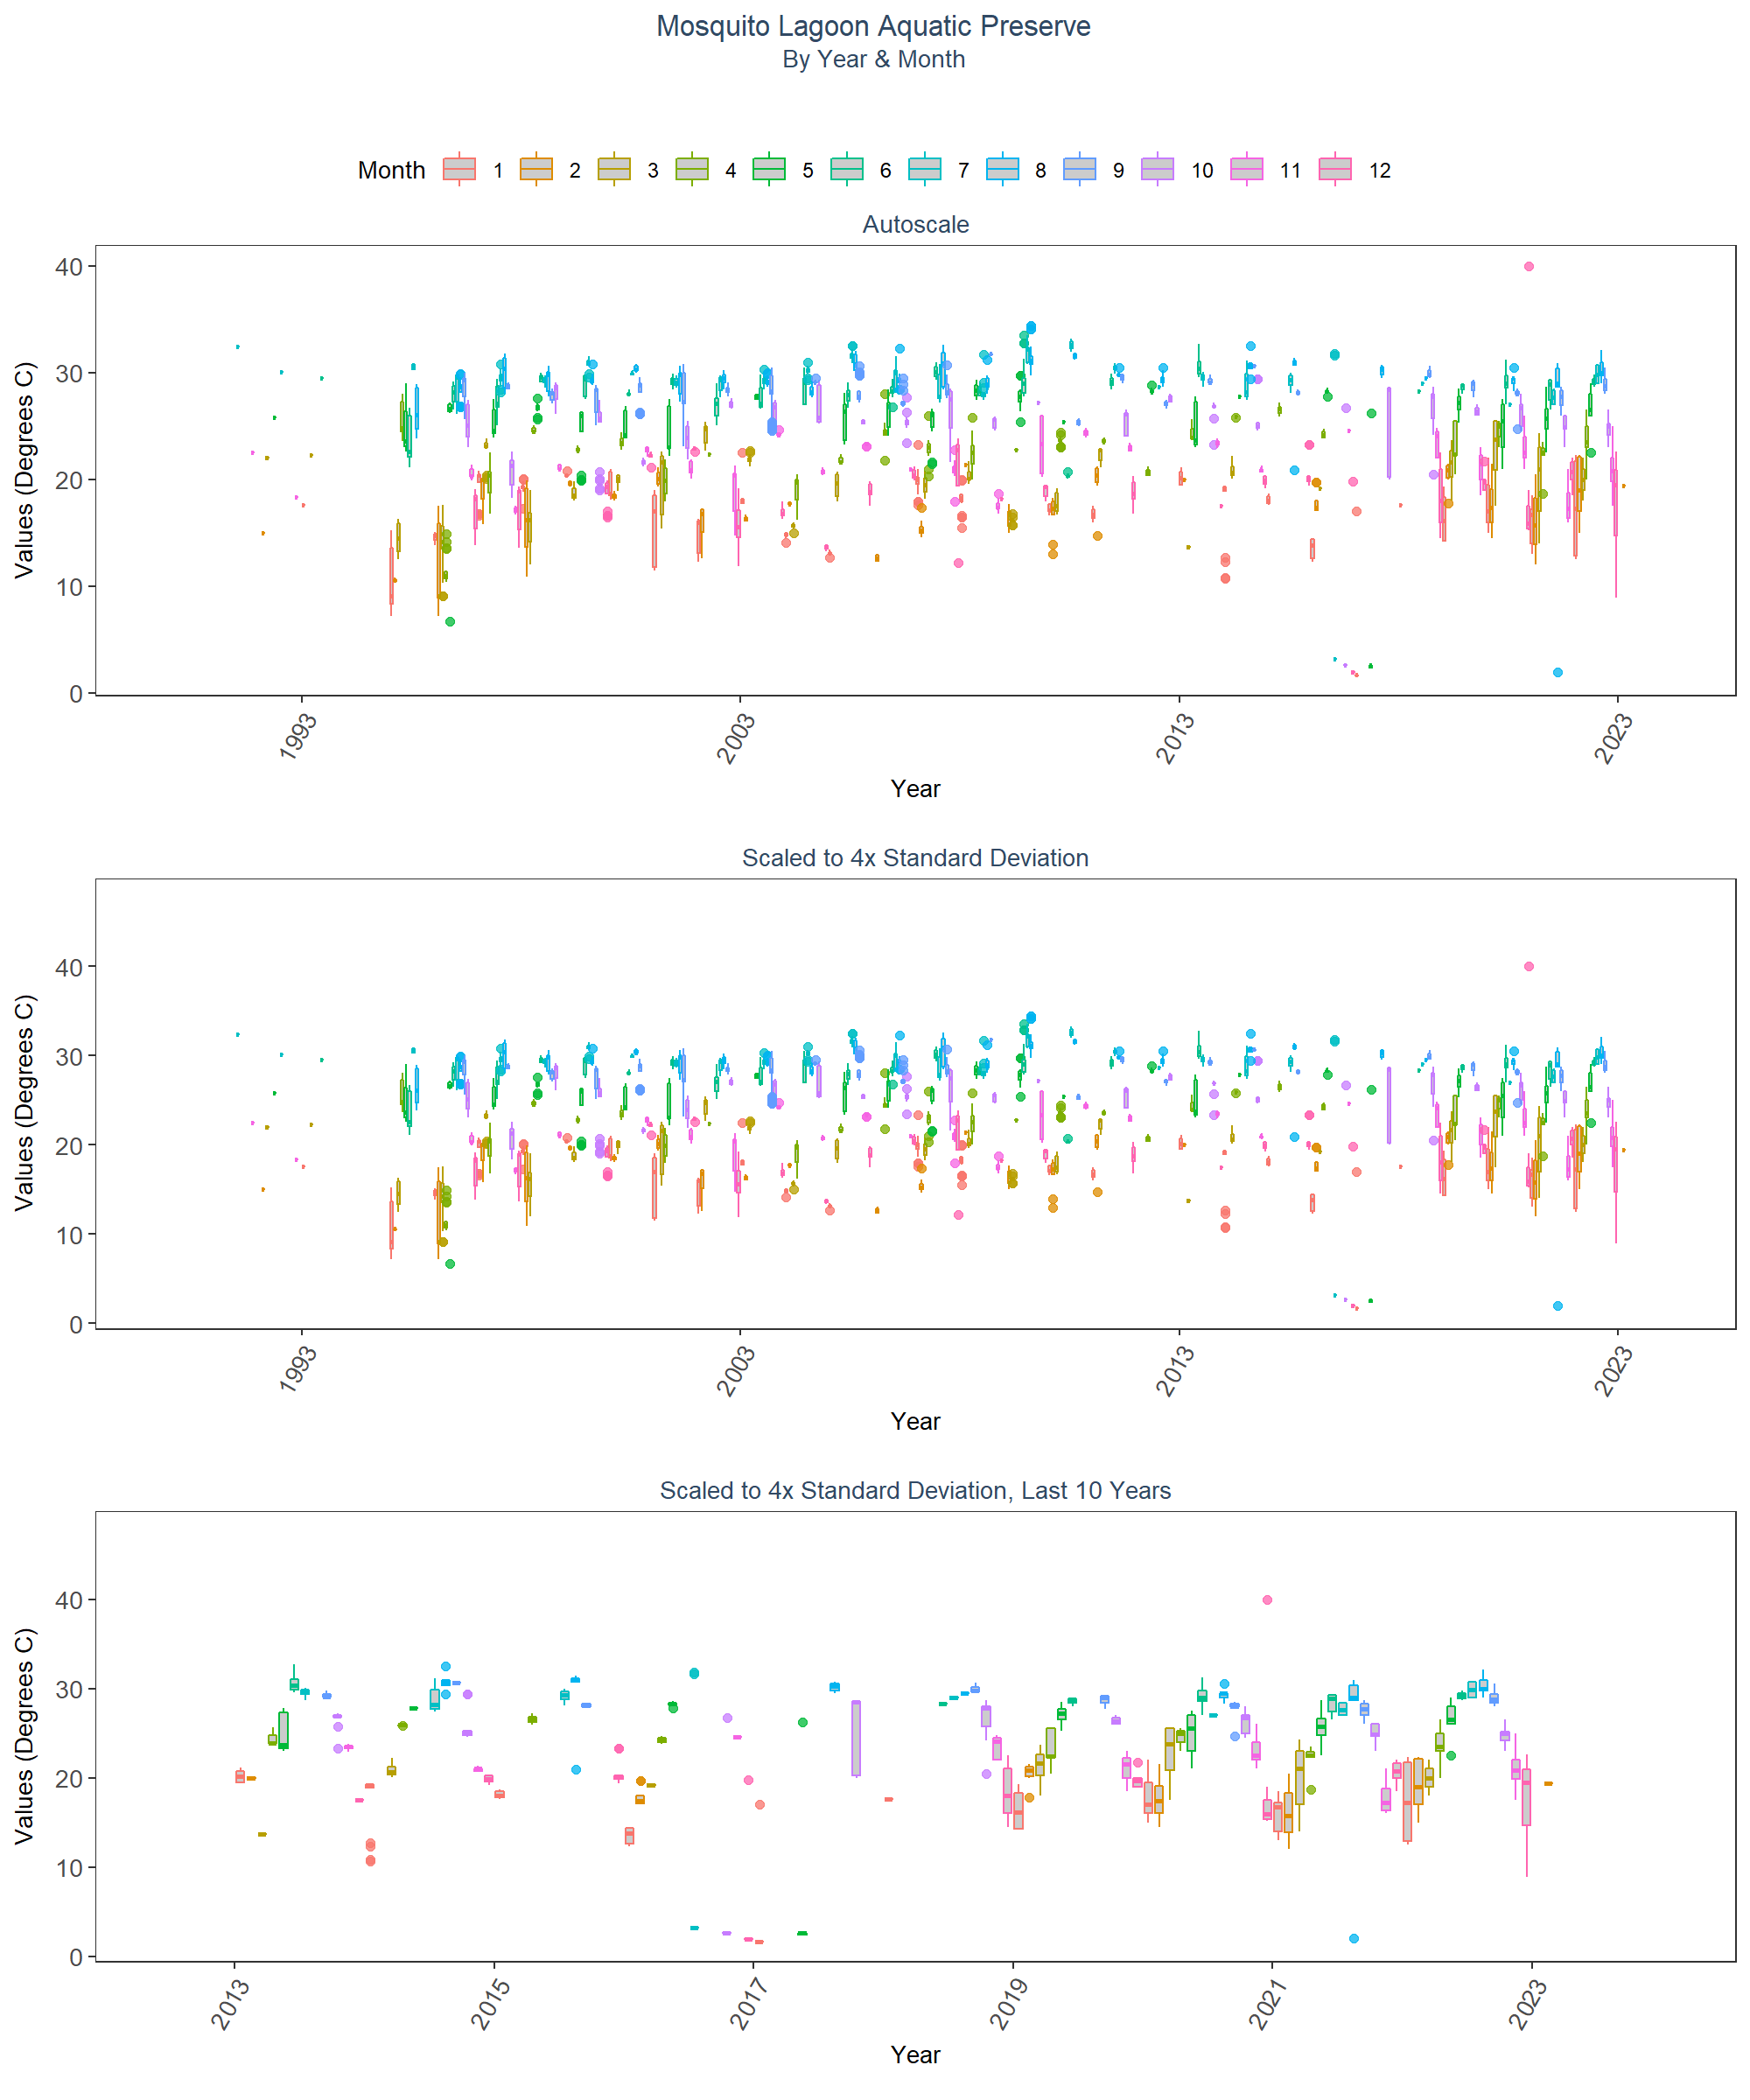 Mosquito Lagoon Aquatic Preserve
By Year & Month
Month 1 2 3 4 5 6 7 8 9 10 11 12
Autoscale
Values (Degrees C)
40
30
20
10
0
1993 2003 2013 2023
Year
Scaled to 4x Standard Deviation
Values (Degrees C)
40
30
20
10
0
1993 2003 2013 2023
Year
Scaled to 4x Standard Deviation, Last 10 Years
Values (Degrees C)
40
30
20
10
0
2013 2015 2017 2019 2021 2023
Year